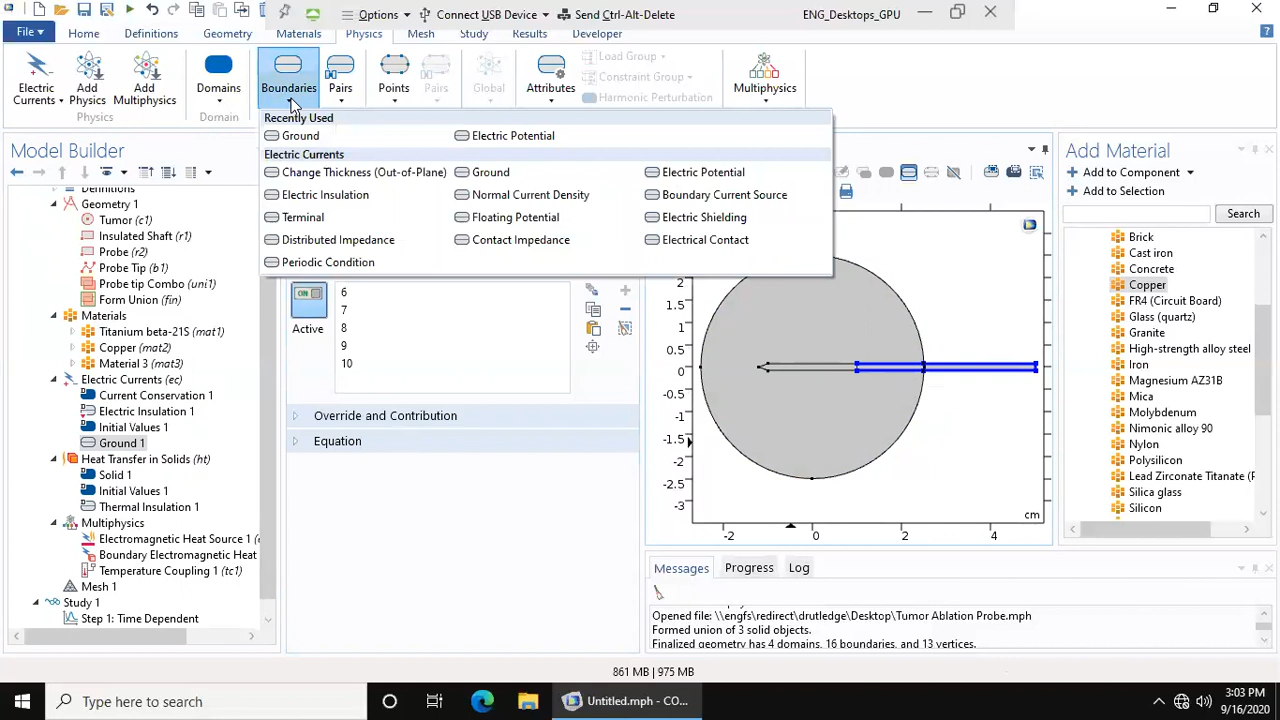 Options
Connect USB Device
Send Ctrl-Alt-Delete
ENG_Desktops_GPU
File
Home
Definitions
Geometry
Materials
Physics
Mesh
Study
Results
Developer
Electric Currents
Add Physics
Add Multiphysics
Domains
Boundaries
Pairs
Points
Pairs
Global
Attributes
Load Group
Constraint Group
Harmonic Perturbation
Multiphysics
Physics
Domain
Recently Used
Ground
Electric Potential
Electric Currents
Change Thickness (Out-of-Plane)
Ground
Electric Potential
Electric Insulation
Normal Current Density
Boundary Current Source
Terminal
Floating Potential
Electric Shielding
Distributed Impedance
Contact Impedance
Electrical Contact
Periodic Condition
Model Builder
Definitions
Geometry 1
Tumor (c1)
Insulated Shaft (r1)
Probe (r2)
Probe Tip (b1)
Probe tip Combo (uni1)
Form Union (fin)
Materials
Titanium beta-21S (mat1)
Copper (mat2)
Material 3 (mat3)
Electric Currents (ec)
Current Conservation 1
Electric Insulation 1
Initial Values 1
Ground 1
Heat Transfer in Solids (ht)
Solid 1
Initial Values 1
Thermal Insulation 1
Multiphysics
Electromagnetic Heat Source 1 (e
Boundary Electromagnetic Heat
Temperature Coupling 1 (tc1)
Mesh 1
Study 1
Step 1: Time Dependent
ON
Active
6
7
8
9
10
Override and Contribution
Equation
2
1.5
1
0.5
0
-0.5
-1
-1.5
-2
-2.5
-3
-2
0
2
4
cm
Messages
Progress
Log
Opened file: \\engfs\redirect\drutledge\Desktop\Tumor Ablation Probe.mph
Formed union of 3 solid objects.
Finalized geometry has 4 domains, 16 boundaries, and 13 vertices.
861 MB | 975 MB
Add Material
Add to Component
Add to Selection
Search
Brick
Cast iron
Concrete
Copper
FR4 (Circuit Board)
Glass (quartz)
Granite
High-strength alloy steel
Iron
Magnesium AZ31B
Mica
Molybdenum
Nimonic alloy 90
Nylon
Polysilicon
Lead Zirconate Titanate (P
Silica glass
Silicon
Type here to search
Untitled.mph - CO...
3:03 PM
9/16/2020